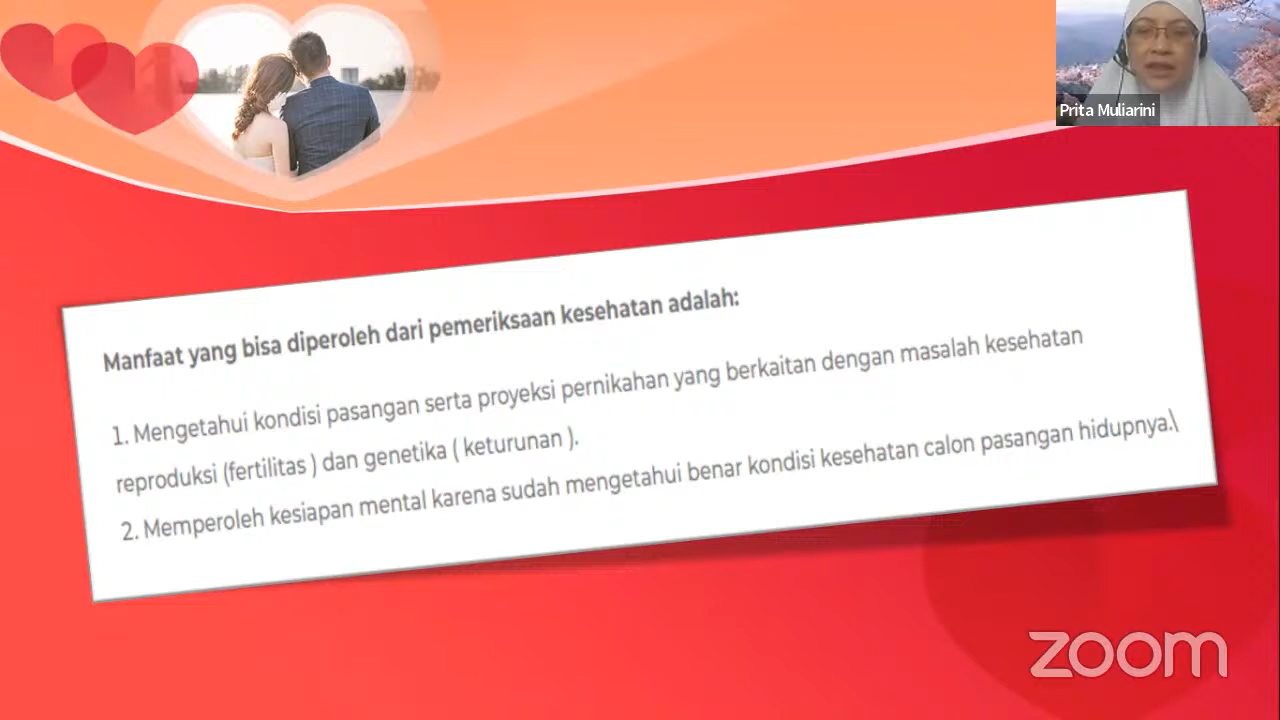 Prita Muliarini
Manfaat yang bisa diperoleh dari pemeriksaan kesehatan adalah:
1. Mengetahui kondisi pasangan serta proyeksi pernikahan yang berkaitan dengan masalah kesehatan
reproduksi (fertilitas ) dan genetika ( keturunan ).
2. Memperoleh kesiapan mental karena sudah mengetahui benar kondisi kesehatan calon pasangan hidupnya.\
zoom